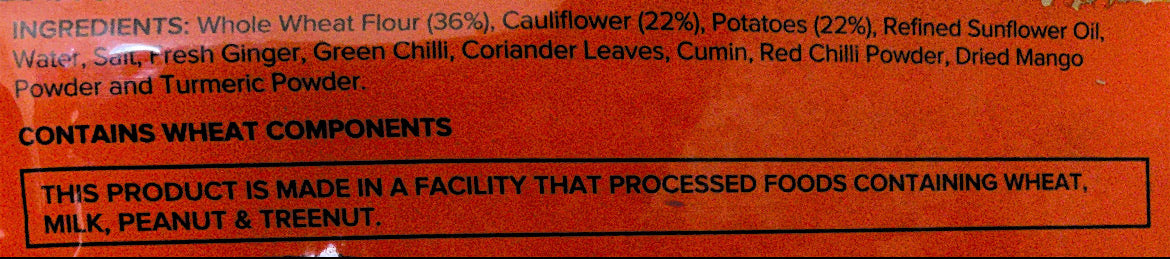 INGREDIENTS: Whole Wheat Flour (36%), Cauliflower (22%), Potatoes (22%), Refined Sunflower Oil,
Water, Salt, Fresh Ginger, Green Chilli, Coriander Leaves, Cumin, Red Chilli Powder, Dried Mango
Powder and Turmeric Powder.
CONTAINS WHEAT COMPONENTS
THIS PRODUCT IS MADE IN A FACILITY THAT PROCESSED FOODS CONTAINING WHEAT,
MILK, PEANUT & TREENUT.